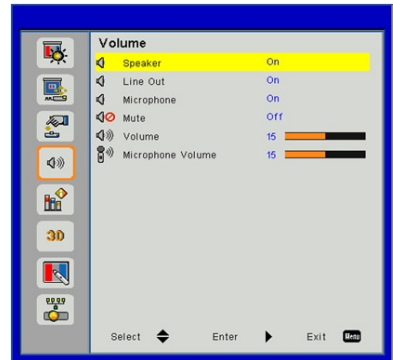 Volume
Speaker On
Line Out On
Microphone On
Mute Off
Volume 15
Microphone Volume 15
3D
Select Enter Exit Menu